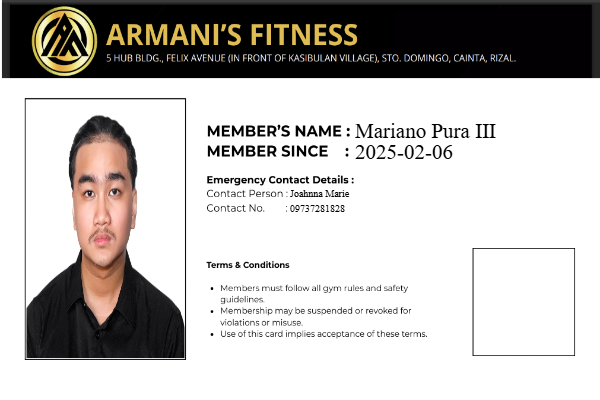 ARMANI'S FITNESS
5 HUB BLDG., FELIX AVENUE (IN FRONT OF KASIBULAN VILLAGE), STO. DOMINGO, CAINTA, RIZAL.
MEMBER'S NAME : Mariano Pura III
MEMBER SINCE : 2025-02-06
Emergency Contact Details :
Contact Person : Joahnna Marie
Contact No. : 09737281828
Terms & Conditions
• Members must follow all gym rules and safety
guidelines.
• Membership may be suspended or revoked for
violations or misuse.
• Use of this card implies acceptance of these terms.